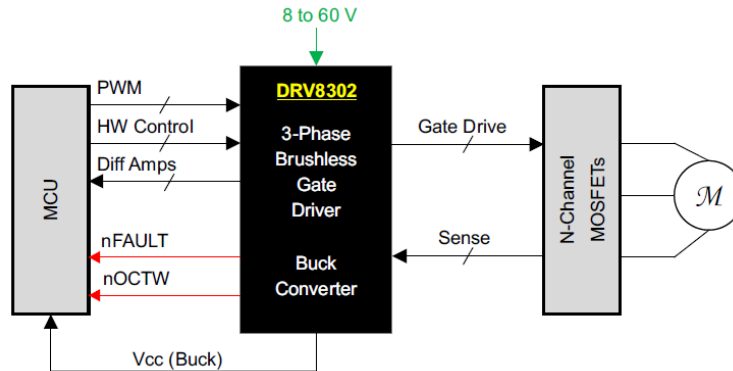 8 to 60 V
PWM
HW Control
Diff Amps
nFAULT
nOCTW
MCU
DRV8302
3-Phase
Brushless
Gate
Driver
Buck
Converter
Gate Drive
Sense
N-Channel
MOSFETs
M
Vcc (Buck)